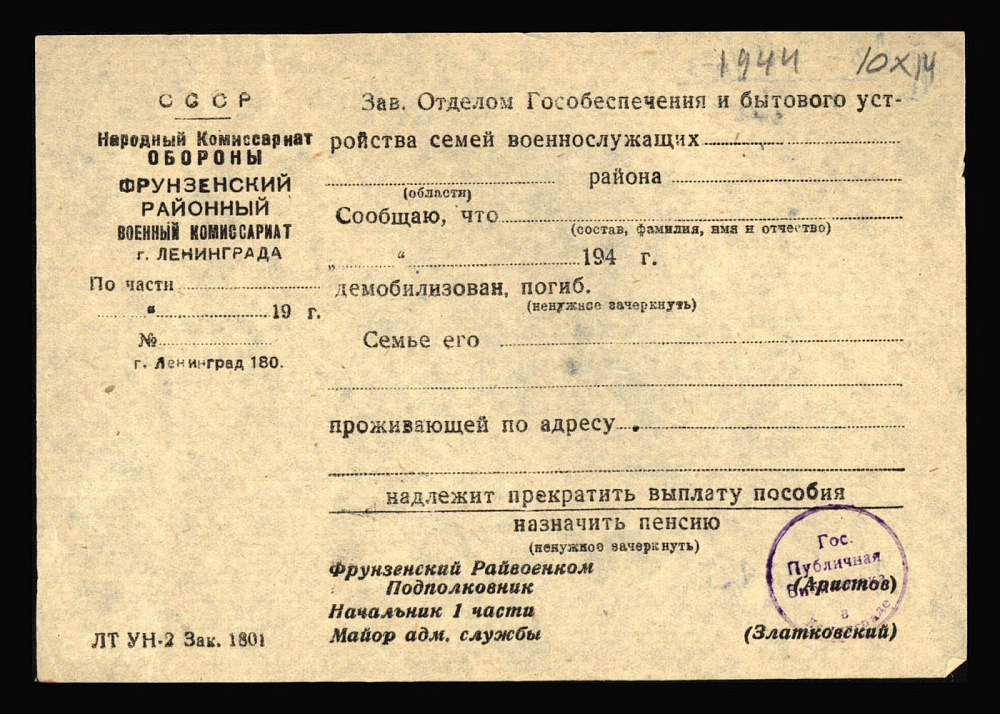 1944 10 X 14
СССР
Народный Комиссариат
ОБОРОНЫ
ФРУНЗЕНСКИЙ
РАЙОННЫЙ
ВОЕННЫЙ КОМИССАРИАТ
г. ЛЕНИНГРАДА
По части
" 19 г.
№
г. Ленинград 180.
Зав. Отделом Гособеспечения и бытового уст-
ройства семей военнослужащих
района
(области)
Сообщаю, что
(состав, фамилия, имя и отчество)
„ “ 194 г.
демобилизован, погиб.
(ненужное зачеркнуть)
Семье его
проживающей по адресу
надлежит прекратить выплату пособия
назначить пенсию
(ненужное зачеркнуть)
Фрунзенский Райвоенком
Подполковник (Аристов)
Начальник 1 части
Майор адм. службы (Златковский)
Гос.
Публичная
в
ЛТ УН-2 Зак. 1801